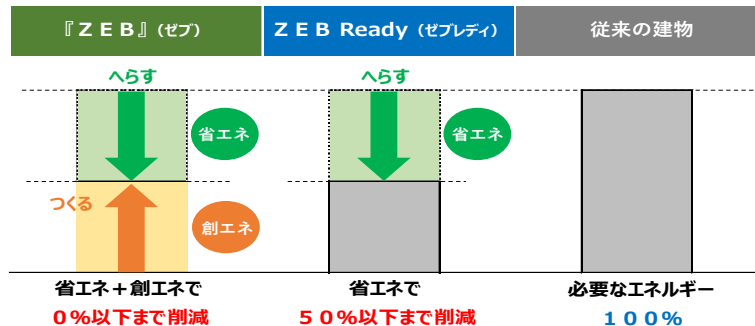 『ＺＥＢ』（ゼブ）
ＺＥＢ Ready（ゼブレディ）
従来の建物
へらす
省エネ
つくる
創エネ
へらす
省エネ
省エネ＋創エネで
０％以下まで削減
省エネで
５０％以下まで削減
必要なエネルギー
１００％